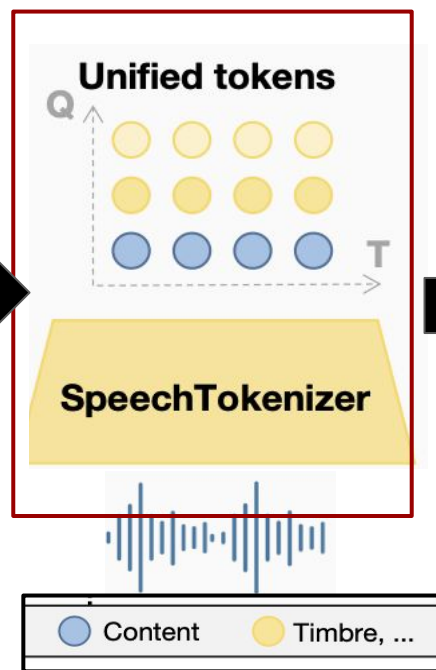 Unified tokens
Q
T
SpeechTokenizer
Content
Timbre, ...